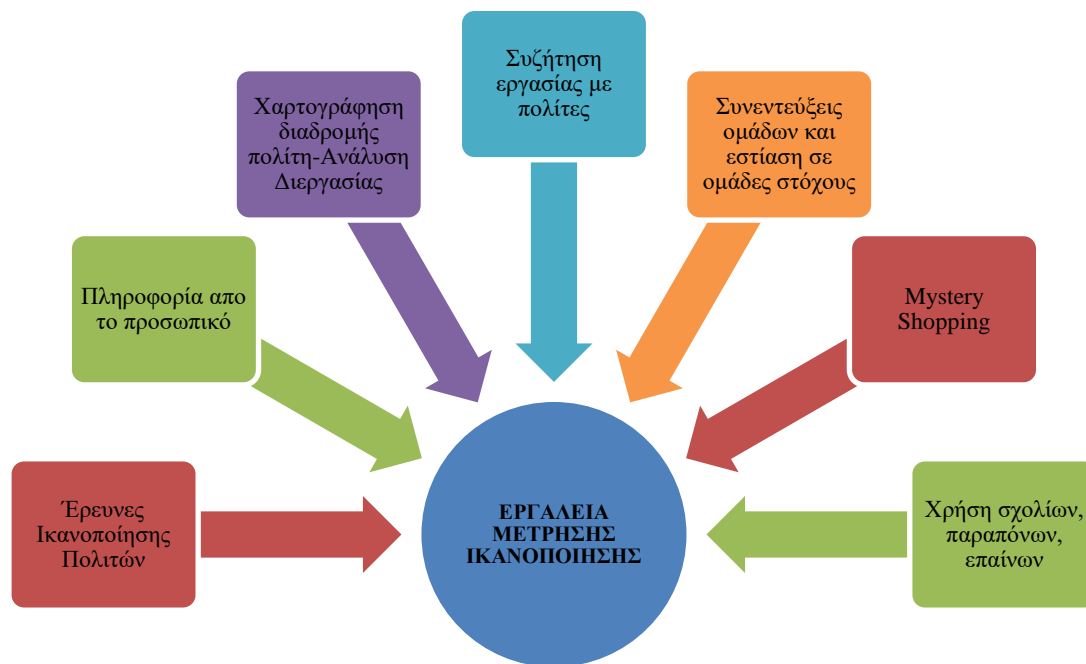 Συζήτηση
εργασίας με
πολίτες
Χαρτογράφηση
διαδρομής
πολίτη-Ανάλυση
Διεργασίας
Συνεντεύξεις
ομάδων και
εστίαση σε
ομάδες στόχους
Πληροφορία απο
το προσωπικό
Mystery
Shopping
Έρευνες
Ικανοποίησης
Πολιτών
ΕΡΓΑΛΕΙΑ
ΜΕΤΡΗΣΗΣ
ΙΚΑΝΟΠΟΙΗΣΗΣ
Χρήση σχολίων,
παραπόνων,
επαίνων